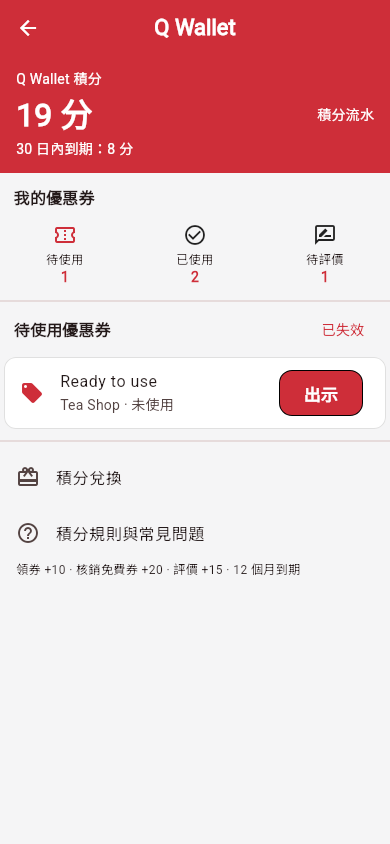 Q Wallet
Q Wallet 積分
19 分
積分流水
30 日內到期：8 分
我的優惠券
待使用
已使用
待評價
1
2
1
待使用優惠券
已失效
Ready to use
Tea Shop · 未使用
出示
積分兌換
積分規則與常見問題
領券 +10 · 核銷免費券 +20 · 評價 +15 · 12 個月到期